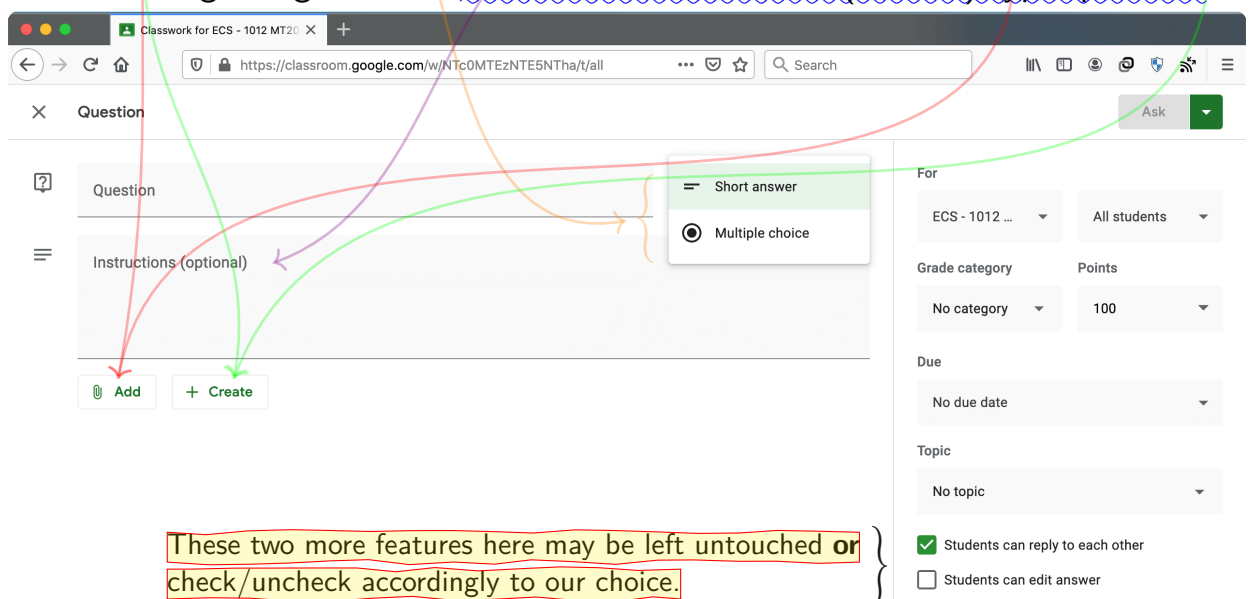 Classwork for ECS - 1012 MT20
https://classroom.google.com/w/NTc0MTEzNTE5NTha/t/all
Search
Question
Ask
Question
Short answer
Multiple choice
Instructions (optional)
Add
Create
For
ECS - 1012 ...
All students
Grade category
Points
No category
100
Due
No due date
Topic
No topic
Students can reply to each other
Students can edit answer
These two more features here may be left untouched or
check/uncheck accordingly to our choice.